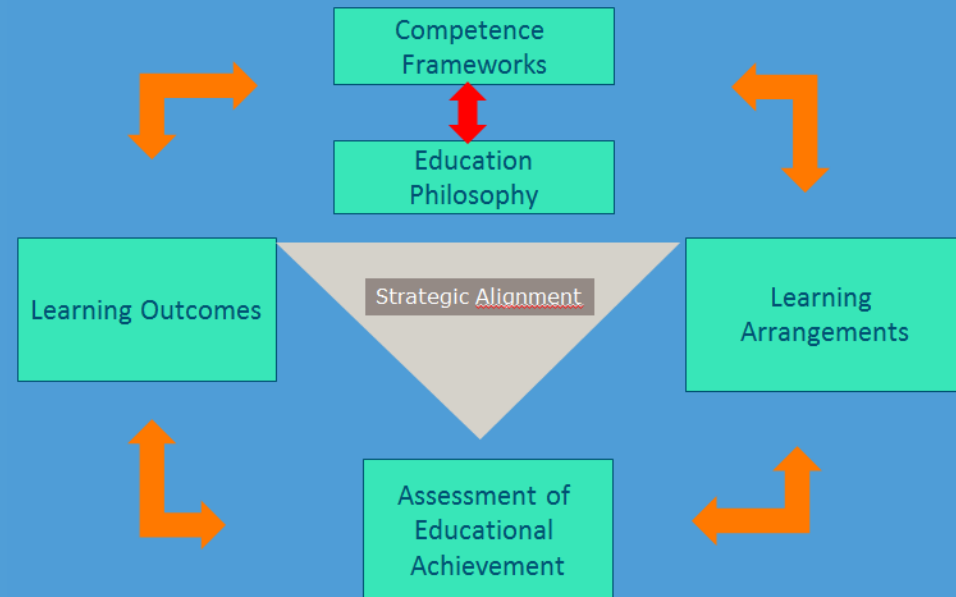 Competence
Frameworks
Education
Philosophy
Strategic Alignment
Learning Outcomes
Learning
Arrangements
Assessment of
Educational
Achievement